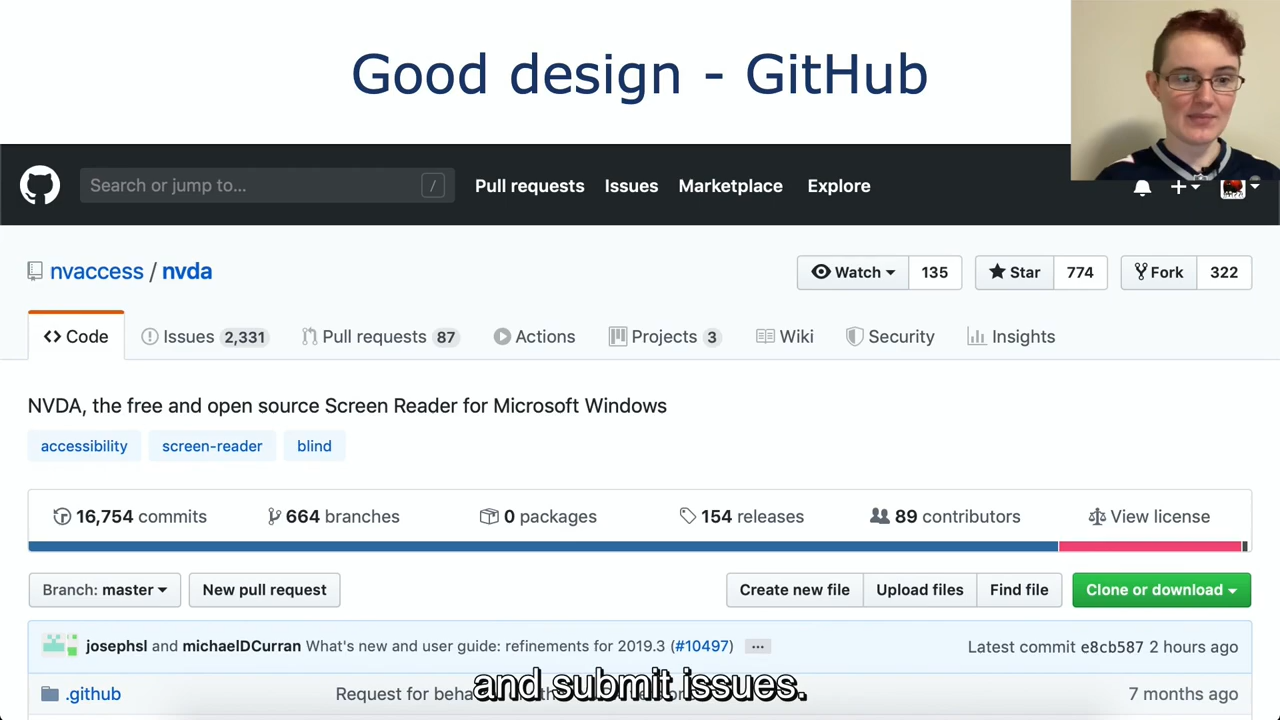 Good design - GitHub
Search or jump to... /
Pull requests Issues Marketplace Explore
nvaccess / nvda
Watch 135 Star 774 Fork 322
Code Issues 2,331 Pull requests 87 Actions Projects 3 Wiki Security Insights
NVDA, the free and open source Screen Reader for Microsoft Windows
accessibility screen-reader blind
16,754 commits 664 branches 0 packages 154 releases 89 contributors View license
Branch: master New pull request Create new file Upload files Find file Clone or download
josephsl and michaelDCurran What's new and user guide: refinements for 2019.3 (#10497) ... Latest commit e8cb587 2 hours ago
.github Request for 7 months ago
and submit issues.